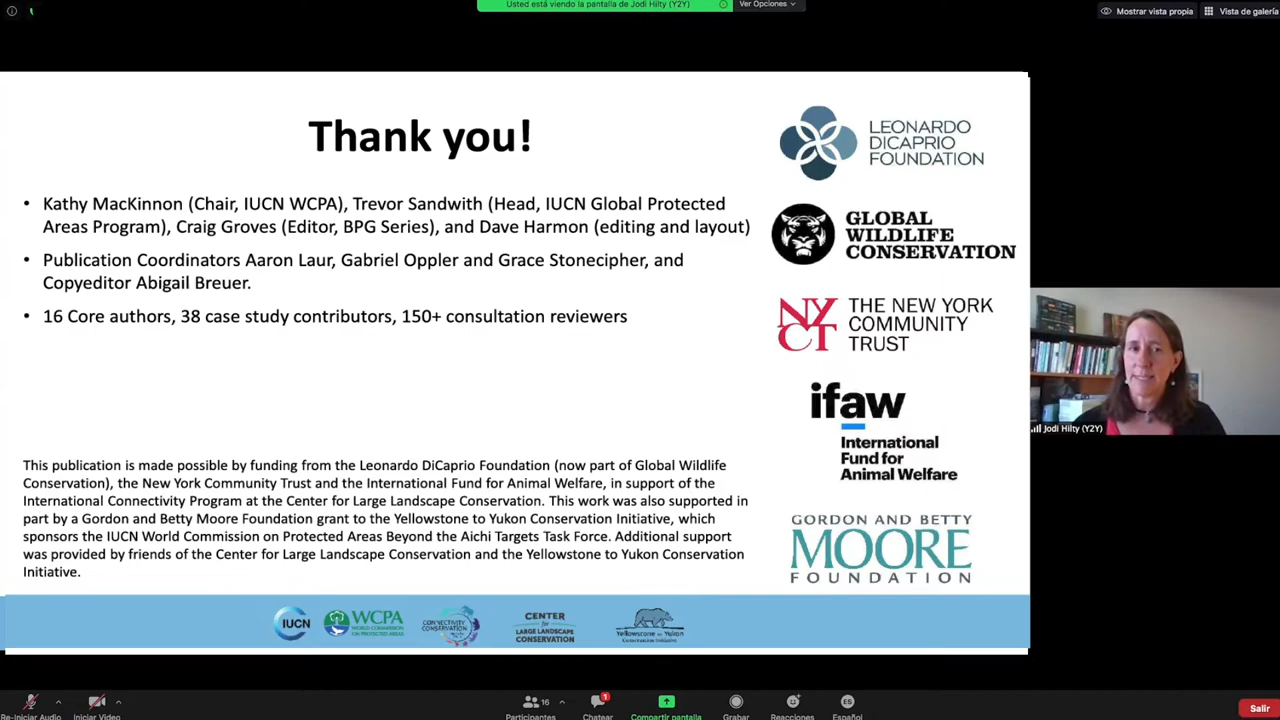 Usted está viendo la pantalla de Jodi Hilty (Y2Y)
Ver Opciones
Mostrar vista propia
Vista de galería
Thank you!
• Kathy MacKinnon (Chair, IUCN WCPA), Trevor Sandwith (Head, IUCN Global Protected
Areas Program), Craig Groves (Editor, BPG Series), and Dave Harmon (editing and layout)
• Publication Coordinators Aaron Laur, Gabriel Oppler and Grace Stonecipher, and
Copyeditor Abigail Breuer.
• 16 Core authors, 38 case study contributors, 150+ consultation reviewers
This publication is made possible by funding from the Leonardo DiCaprio Foundation (now part of Global Wildlife
Conservation), the New York Community Trust and the International Fund for Animal Welfare, in support of the
International Connectivity Program at the Center for Large Landscape Conservation. This work was also supported in
part by a Gordon and Betty Moore Foundation grant to the Yellowstone to Yukon Conservation Initiative, which
sponsors the IUCN World Commission on Protected Areas Beyond the Aichi Targets Task Force. Additional support
was provided by friends of the Center for Large Landscape Conservation and the Yellowstone to Yukon Conservation
Initiative.
LEONARDO
DICAPRIO
FOUNDATION
GLOBAL
WILDLIFE
CONSERVATION
NYCT
THE NEW YORK
COMMUNITY
TRUST
ifaw
International
Fund for
Animal Welfare
GORDON AND BETTY
MOORE
FOUNDATION
Jodi Hilty (Y2Y)
IUCN
WCPA
WORLD COMMISSION
ON PROTECTED AREAS
CONNECTIVITY
CONSERVATION
CENTER
for
LARGE LANDSCAPE
CONSERVATION
Yellowstone to Yukon
Conservation Initiative
Re-Iniciar Audio
Iniciar Video
16
Participantes
1
Chatear
Compartir pantalla
Grabar
Reacciones
ES
Español
Salir